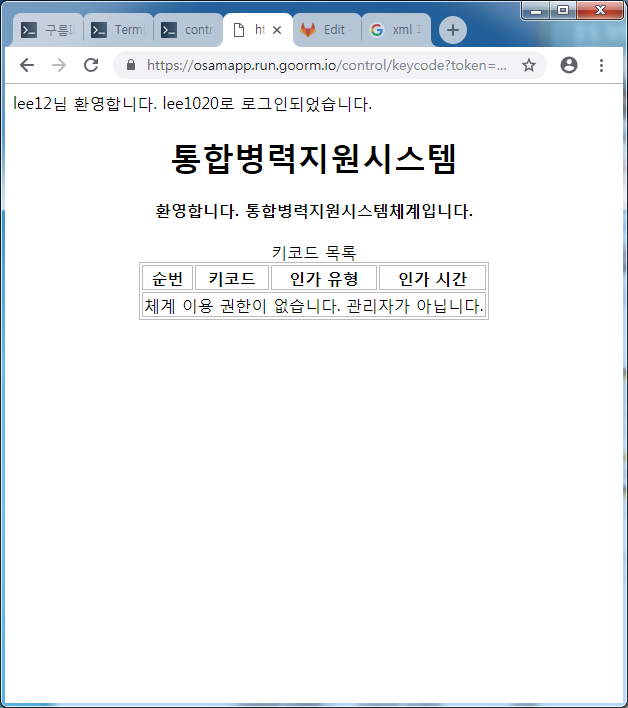 구름I
Term
contr
ht
Edit
xml
https://osamapp.run.goorm.io/control/keycode?token=...
lee12님 환영합니다. lee1020로 로그인되었습니다.
통합병력지원시스템
환영합니다. 통합병력지원시스템체계입니다.
키코드 목록
순번 키코드 인가 유형 인가 시간
체계 이용 권한이 없습니다. 관리자가 아닙니다.